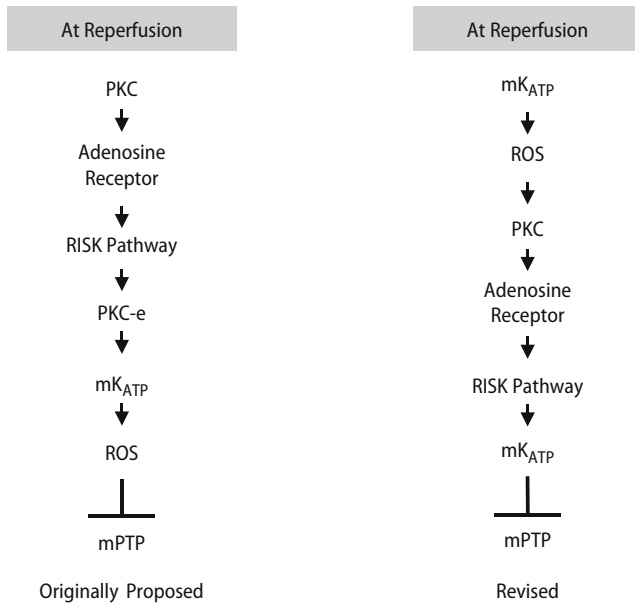 At Reperfusion
PKC
Adenosine
Receptor
RISK Pathway
PKC-e
mKATP
ROS
mPTP
Originally Proposed
At Reperfusion
mKATP
ROS
PKC
Adenosine
Receptor
RISK Pathway
mKATP
mPTP
Revised